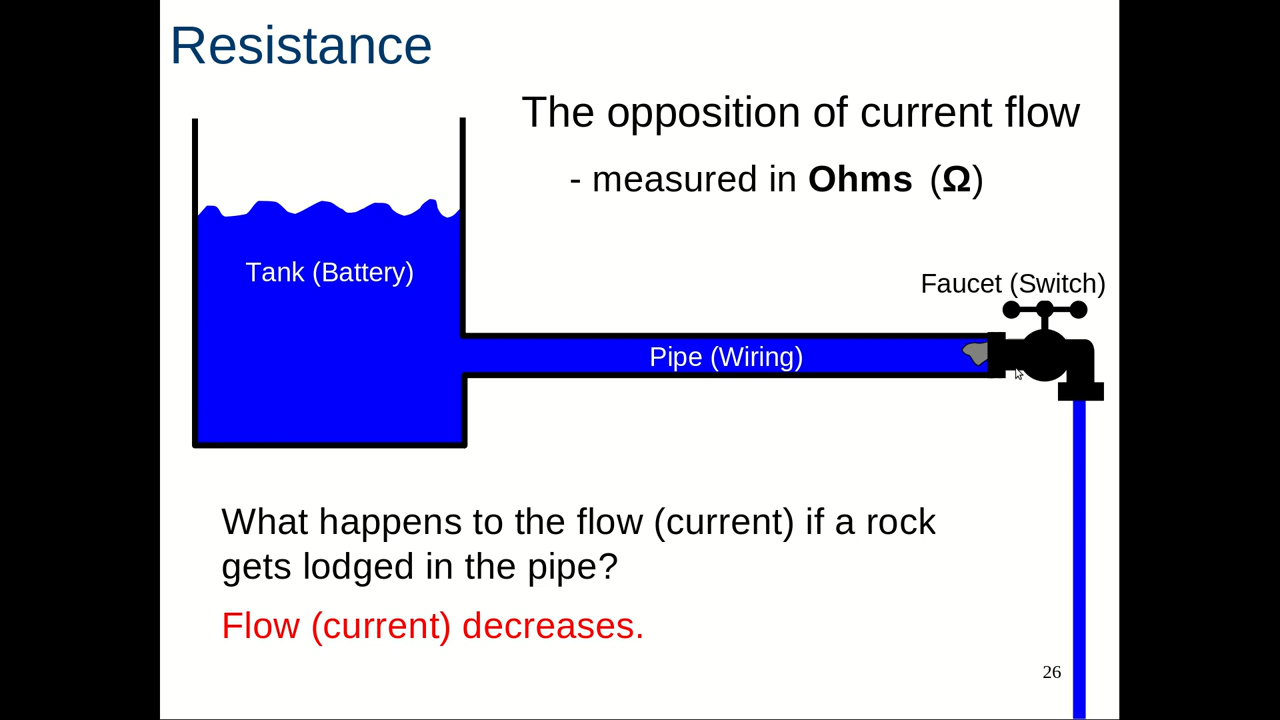 Resistance
The opposition of current flow
- measured in Ohms (Ω)
Tank (Battery)
Faucet (Switch)
Pipe (Wiring)
What happens to the flow (current) if a rock
gets lodged in the pipe?
Flow (current) decreases.
26